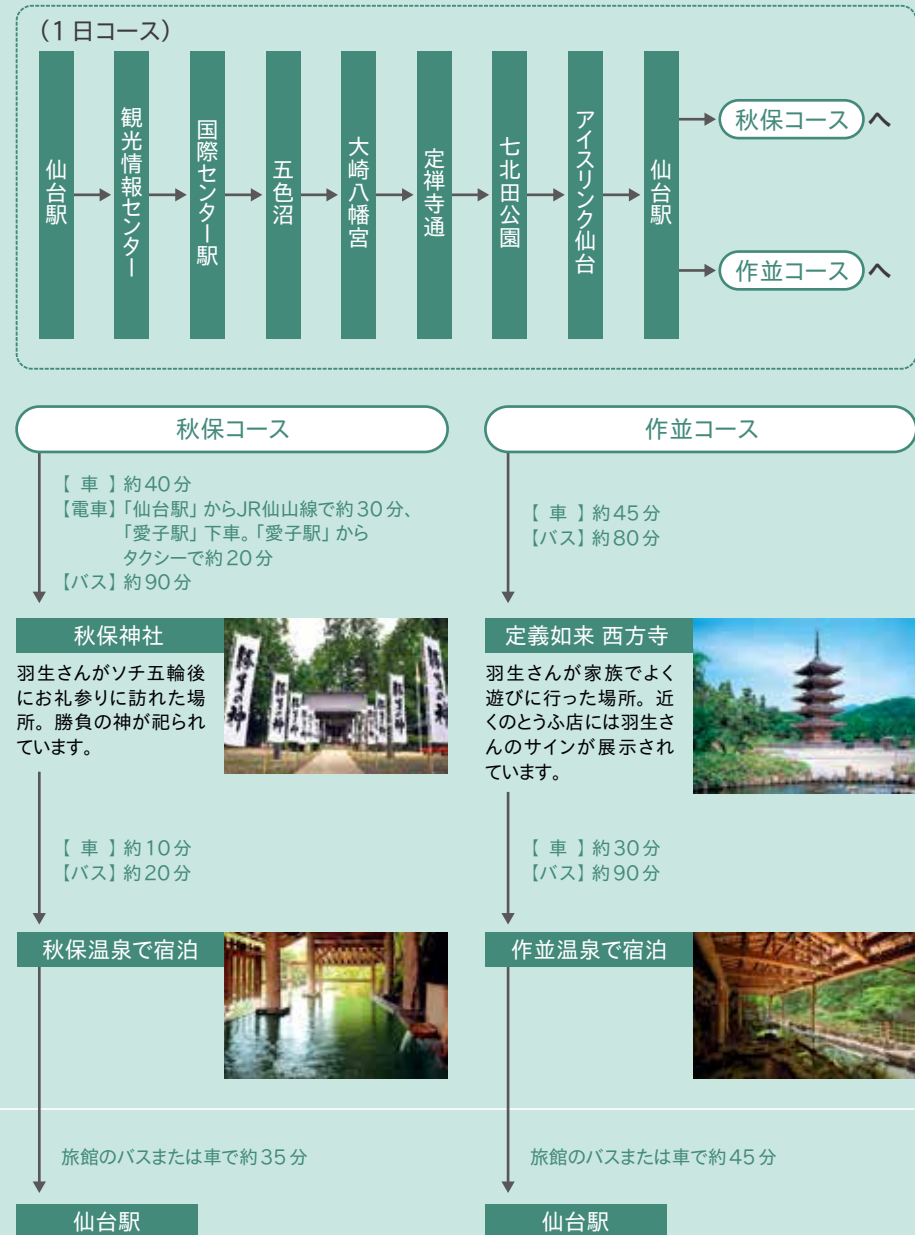 (1日コース)
仙台駅
観光情報センター
国際センター駅
五色沼
大崎八幡宮
定禅寺通
七北田公園
アイスリンク仙台
仙台駅
秋保コース へ
作並コース へ
秋保コース
【 車 】約40分
【電車】「仙台駅」からJR仙山線で約30分、
「愛子駅」下車。「愛子駅」から
タクシーで約20分
【バス】約90分
秋保神社
羽生さんがソチ五輪後
にお礼参りに訪れた場
所。勝負の神が祀られ
ています。
勝負の神
勝負の神
【 車 】約10分
【バス】約20分
秋保温泉で宿泊
旅館のバスまたは車で約35分
仙台駅
作並コース
【 車 】約45分
【バス】約80分
定義如来 西方寺
羽生さんが家族でよく
遊びに行った場所。近
くのとうふ店には羽生さ
んのサインが展示され
ています。
【 車 】約30分
【バス】約90分
作並温泉で宿泊
旅館のバスまたは車で約45分
仙台駅